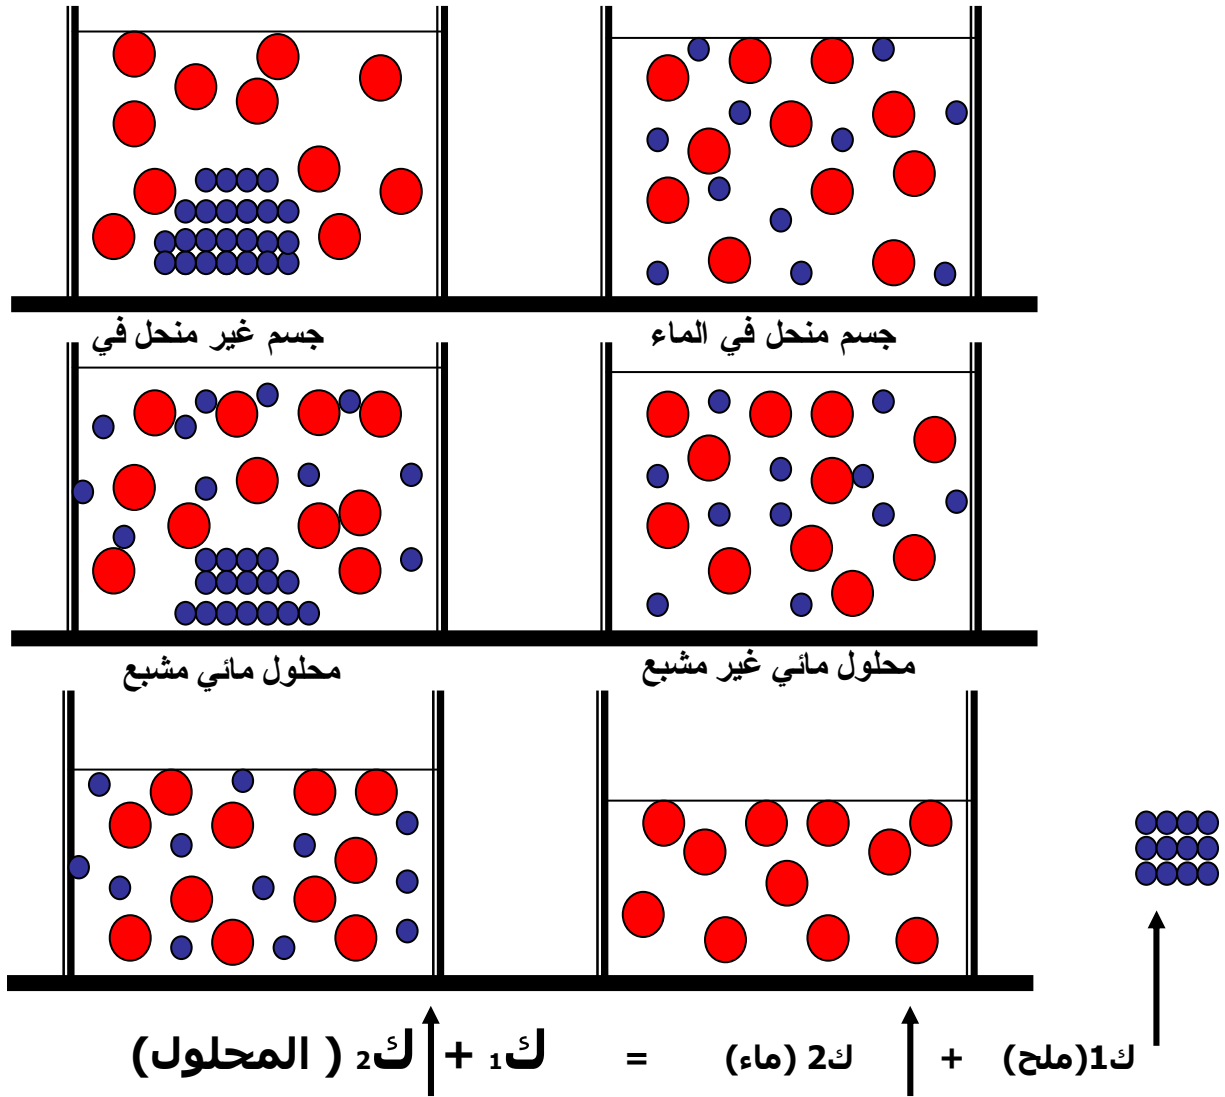 جسم منحل في الماء
جسم غير منحل في
محلول مائي غير مشبع
محلول مائي مشبع
ك1(ملح) + ك2 (ماء) = ك1 + ك2 ( المحلول)